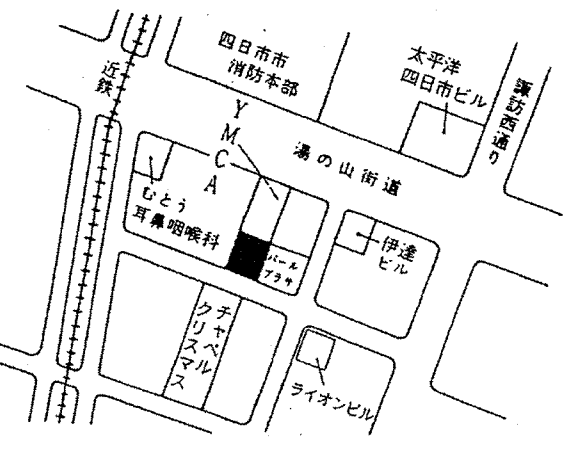 四日市市
消防本部
太平洋
四日市ビル
諏訪西通り
近鉄
YMCA
湯の山街道
むとう
耳鼻咽喉科
パール
プラザ
伊達
ビル
チャペル
クリスマス
ライオンビル